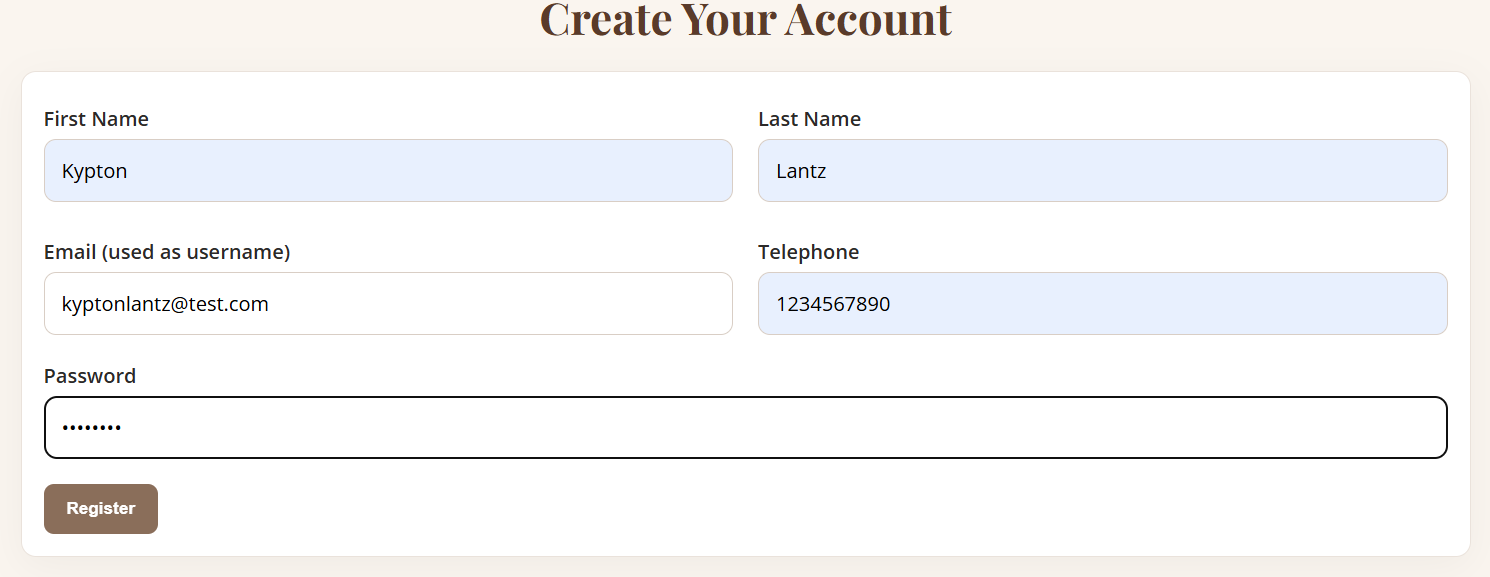 Create Your Account
First Name
Last Name
Kypton
Lantz
Email (used as username)
Telephone
kyptonlantz@test.com
1234567890
Password
••••••••
Register